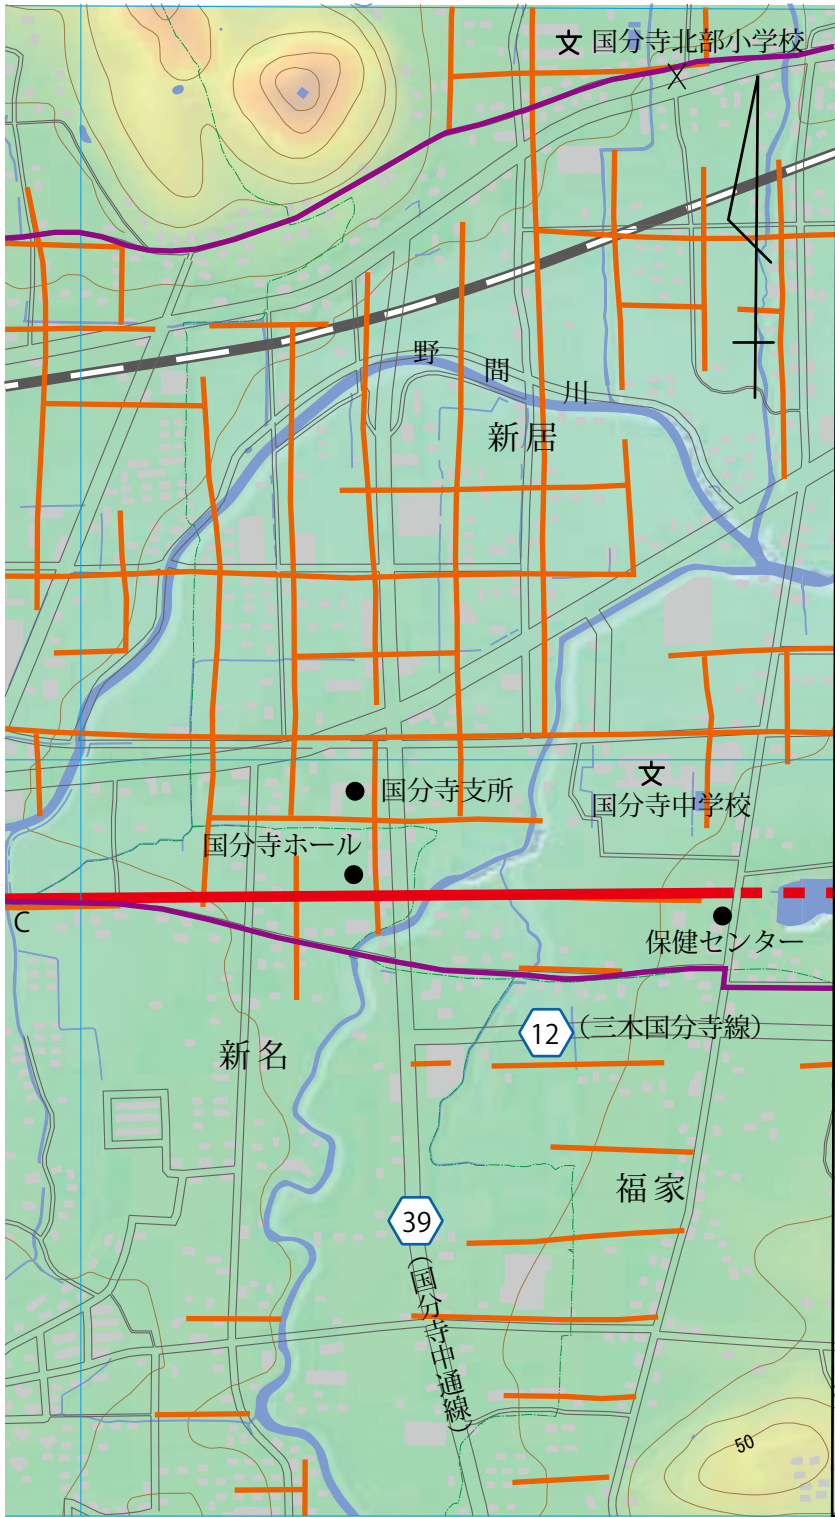 国分寺北部小学校
野間川
新居
国分寺支所
国分寺中学校
国分寺ホール
C
保健センター
12
(三木国分寺線)
新名
福家
39
(国分寺中通線)
50